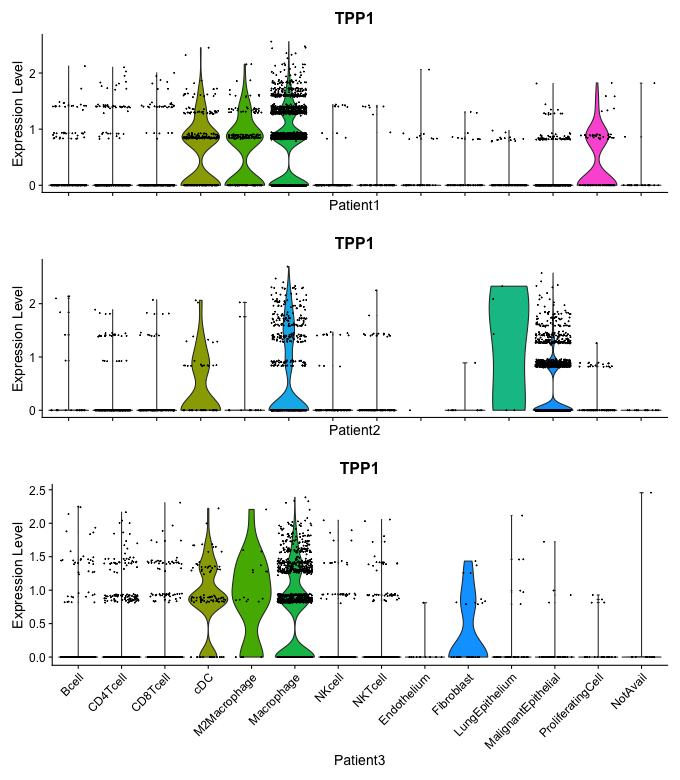 TPP1
Expression Level
2
1
0
Patient1
TPP1
Expression Level
2
1
0
Patient2
TPP1
Expression Level
2.5
2.0
1.5
1.0
0.5
0.0
Bcell
CD4Tcell
CD8Tcell
cDC
M2Macrophage
Macrophage
NKcell
NKTcell
Endothelium
Fibroblast
LungEpithelium
MalignantEpithelial
ProliferatingCell
NotAvail
Patient3